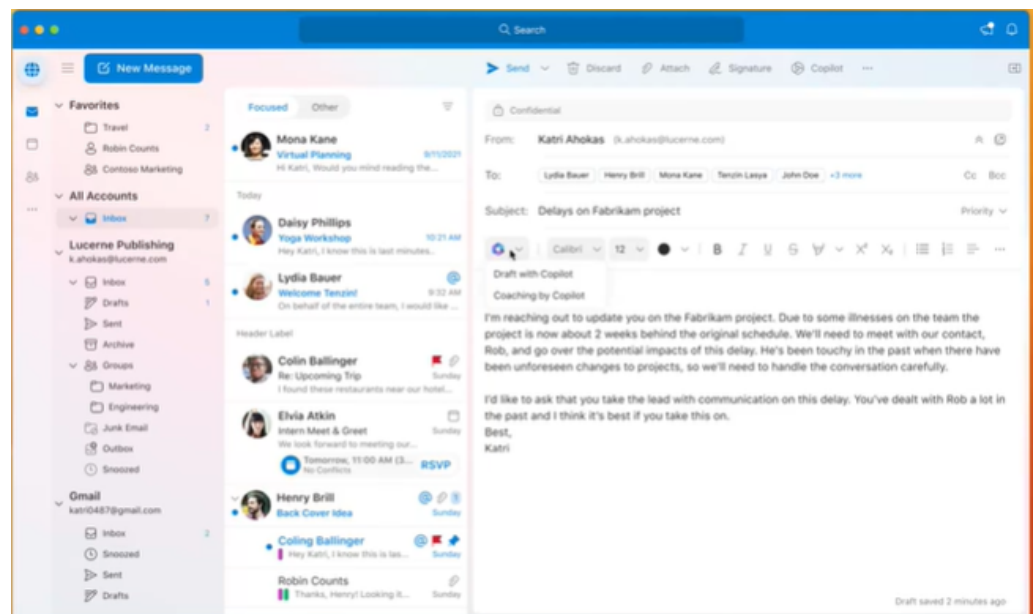 Search
New Message
Favorites
Travel 2
Robin Counts
Contoso Marketing
All Accounts
Inbox 7
Lucerne Publishing
k.ahokas@lucerne.com
Inbox 5
Drafts 1
Sent
Archive
Groups
Marketing
Engineering
Junk Email
Outbox
Snoozed
Gmail
katri0487@gmail.com
Inbox 2
Snoozed
Sent
Drafts
Focused Other
Mona Kane
Virtual Planning 9/11/2021
Hi Katri, Would you mind reading the...
Today
Daisy Phillips
Yoga Workshop 10:21 AM
Hey Katri, I know this is last minutes..
Lydia Bauer
Welcome Tenzin! 9:32 AM
On behalf of the entire team, I would like ...
Header Label
Colin Ballinger
Re: Upcoming Trip Sunday
I found these restaurants near our hotel...
Elvia Atkin
Intern Meet & Greet Sunday
We look forward to meeting our...
Tomorrow, 11:00 AM (3... RSVP
No Conflicts
Henry Brill
Back Cover Idea Sunday
Coling Ballinger
Hey Katri, I know this is las... Sunday
Robin Counts
Thanks, Henry! Looking it... Sunday
Send Discard Attach Signature Copilot ...
Confidential
From: Katri Ahokas (k.ahokas@lucerne.com)
To: Lydia Bauer Henry Brill Mona Kane Tenzin Lasya John Doe +3 more Cc Bcc
Subject: Delays on Fabrikam project Priority
Calibri 12 B I U S X² X₂ ...
Draft with Copilot
Coaching by Copilot
I'm reaching out to update you on the Fabrikam project. Due to some illnesses on the team the
project is now about 2 weeks behind the original schedule. We'll need to meet with our contact,
Rob, and go over the potential impacts of this delay. He's been touchy in the past when there have
been unforeseen changes to projects, so we'll need to handle the conversation carefully.
I'd like to ask that you take the lead with communication on this delay. You've dealt with Rob a lot in
the past and I think it's best if you take this on.
Best,
Katri
Draft saved 2 minutes ago